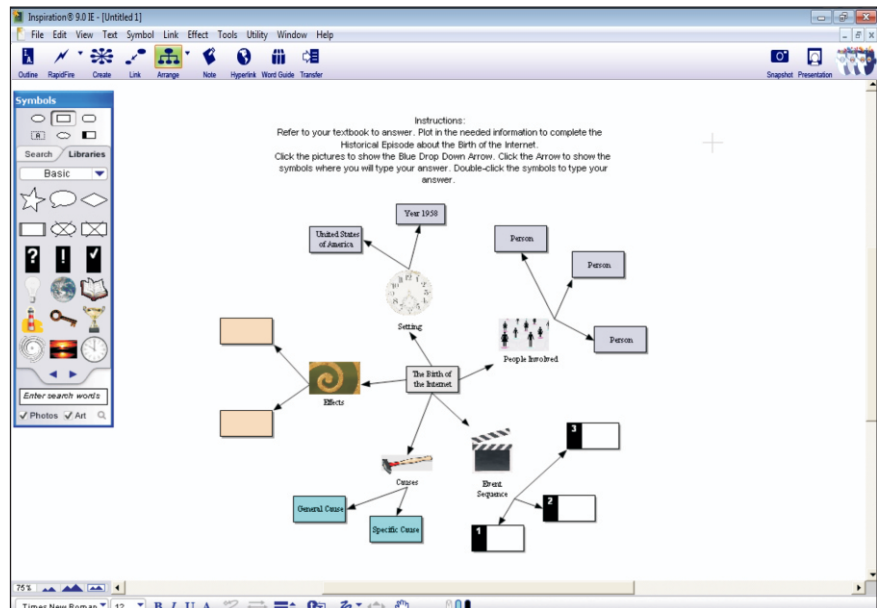 Inspiration® 9.0 IE - [Untitled 1]
File Edit View Text Symbol Link Effect Tools Utility Window Help
Outline RapidFire Create Link Arrange Note Hyperlink Word Guide Transfer Snapshot Presentation
Symbols
A
Search Libraries
Basic
? !
Enter search words
Photos Art
Instructions:
Refer to your textbook to answer. Plot in the needed information to complete the
Historical Episode about the Birth of the Internet.
Click the pictures to show the Blue Drop Down Arrow. Click the Arrow to show the
symbols where you will type your answer. Double-click the symbols to type your
answer.
Year 1958
United States
of America
Setting
Person
Person
Person
People Involved
The Birth of
the Internet
Effects
Causes
General Cause
Specific Cause
Event
Sequence
3
2
1
75%
Times New Roman 12 B I U A